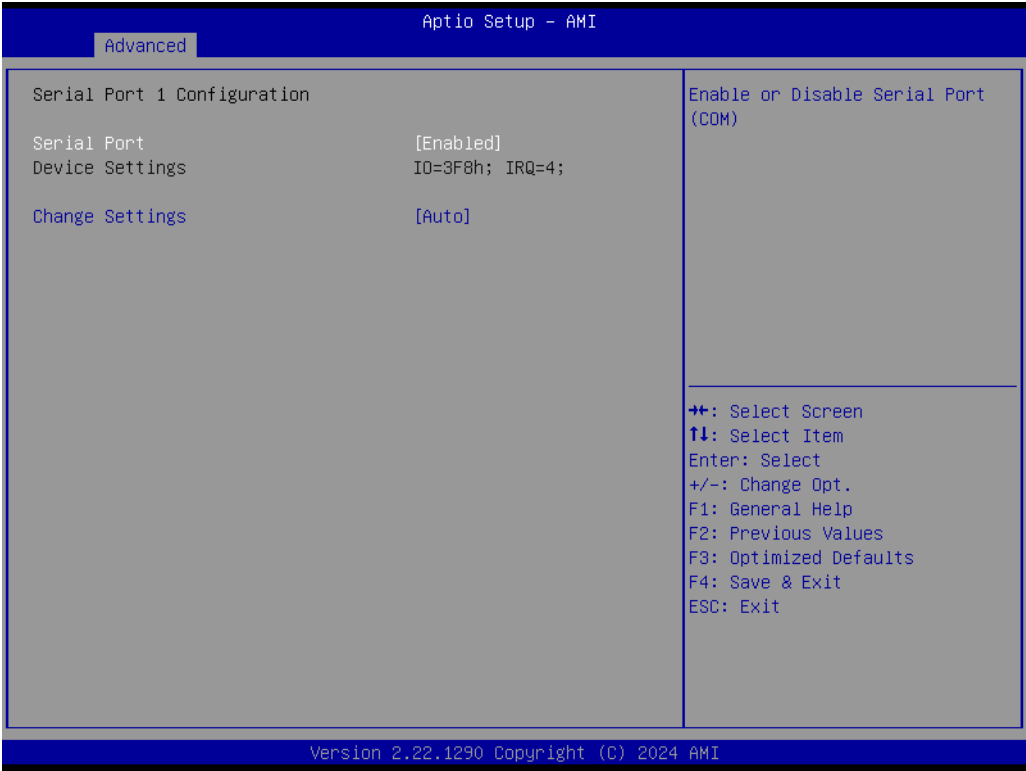 Aptio Setup – AMI
Advanced
Serial Port 1 Configuration
Serial Port [Enabled]
Device Settings IO=3F8h; IRQ=4;
Change Settings [Auto]
Enable or Disable Serial Port
(COM)
→←: Select Screen
↑↓: Select Item
Enter: Select
+/-: Change Opt.
F1: General Help
F2: Previous Values
F3: Optimized Defaults
F4: Save & Exit
ESC: Exit
Version 2.22.1290 Copyright (C) 2024 AMI